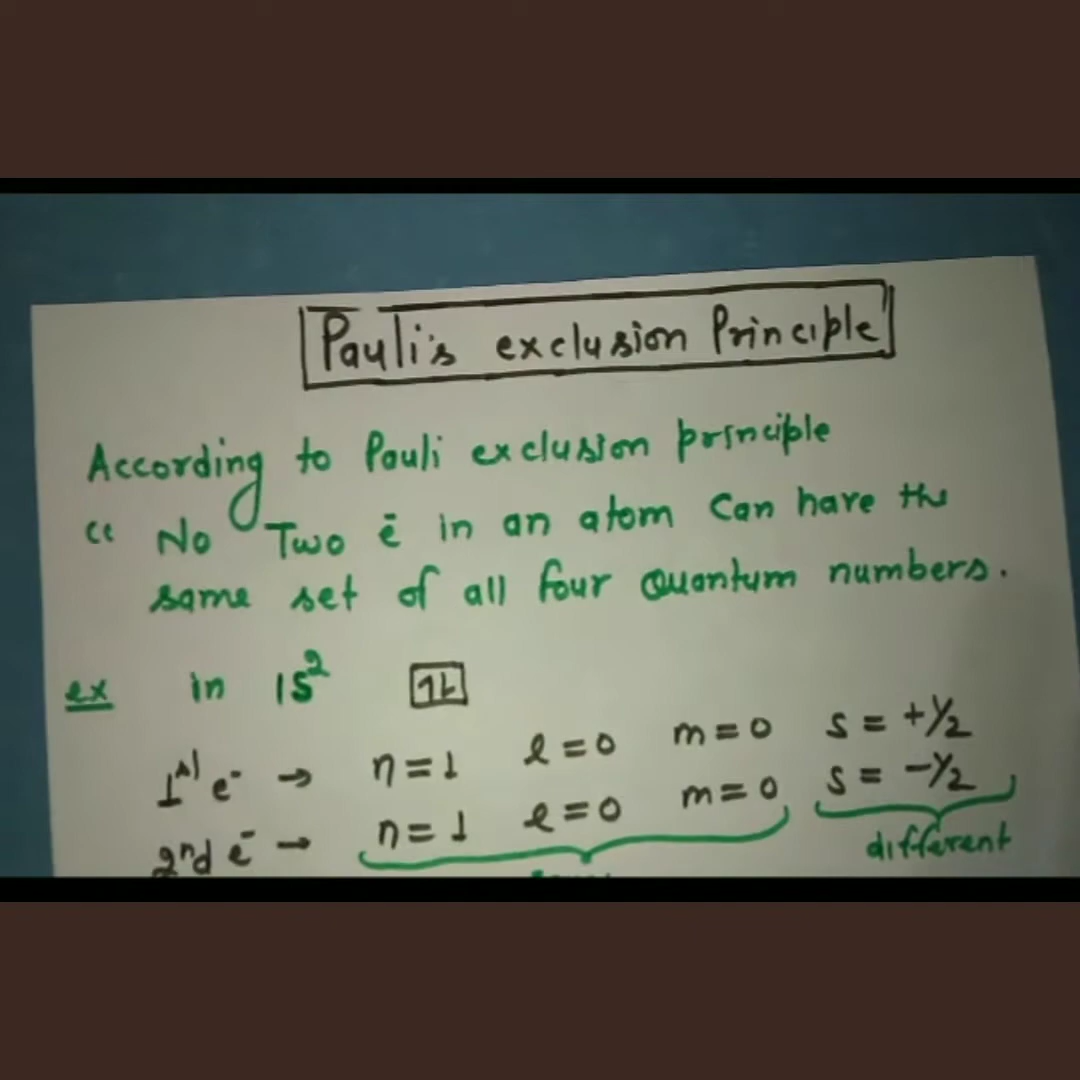 Pauli's exclusion Principle
According to Pauli exclusion principle
“ No Two ē in an atom Can have the
same set of all four Quantum numbers.
ex in 1S² 1L
1st e⁻ → n=1 l=0 m=0 s=+1/2
2nd ē → n=1 l=0 m=0 s=-1/2
different